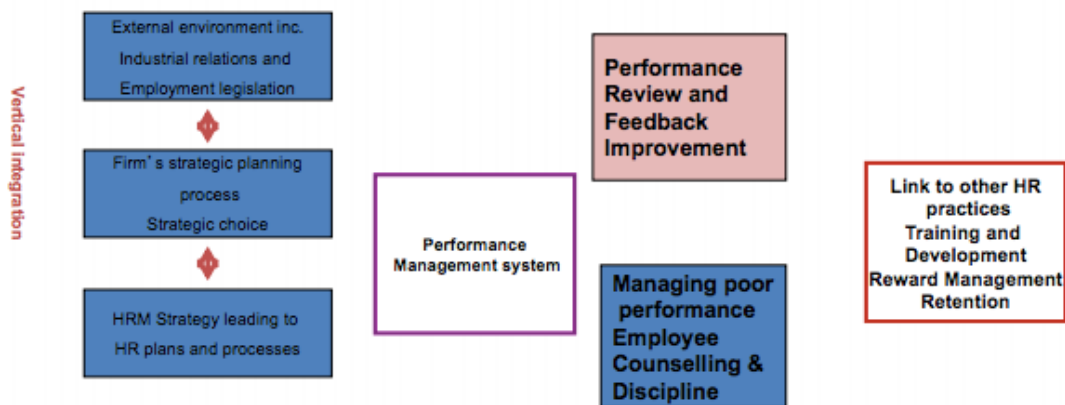 Vertical integration
External environment inc.
Industrial relations and
Employment legislation
Firm's strategic planning
process
Strategic choice
HRM Strategy leading to
HR plans and processes
Performance
Management system
Performance
Review and
Feedback
Improvement
Managing poor
performance
Employee
Counselling &
Discipline
Link to other HR
practices
Training and
Development
Reward Management
Retention